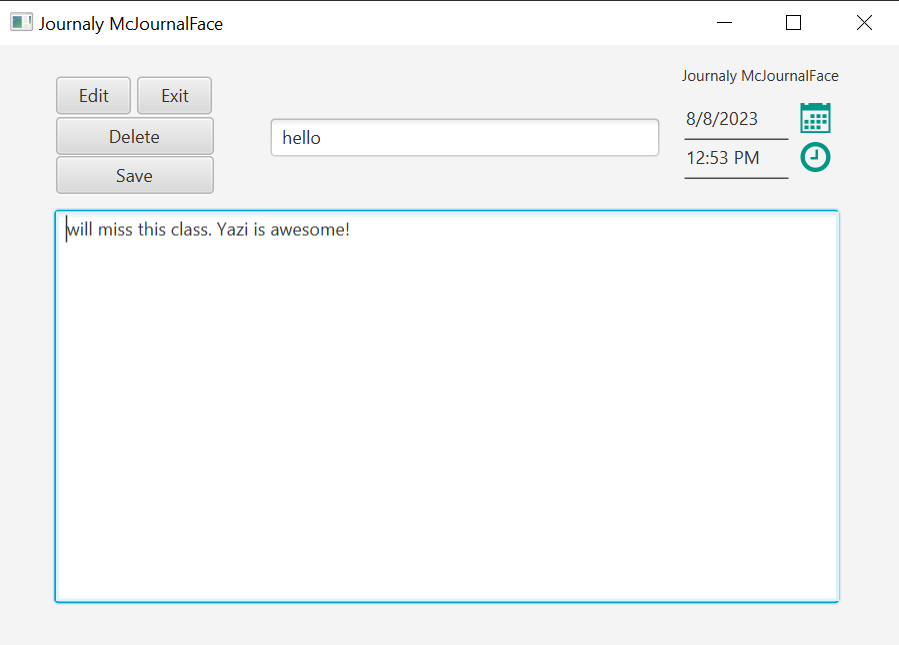 Journaly McJournalFace
Journaly McJournalFace
Edit Exit
Delete
Save
hello
8/8/2023
12:53 PM
will miss this class. Yazi is awesome!